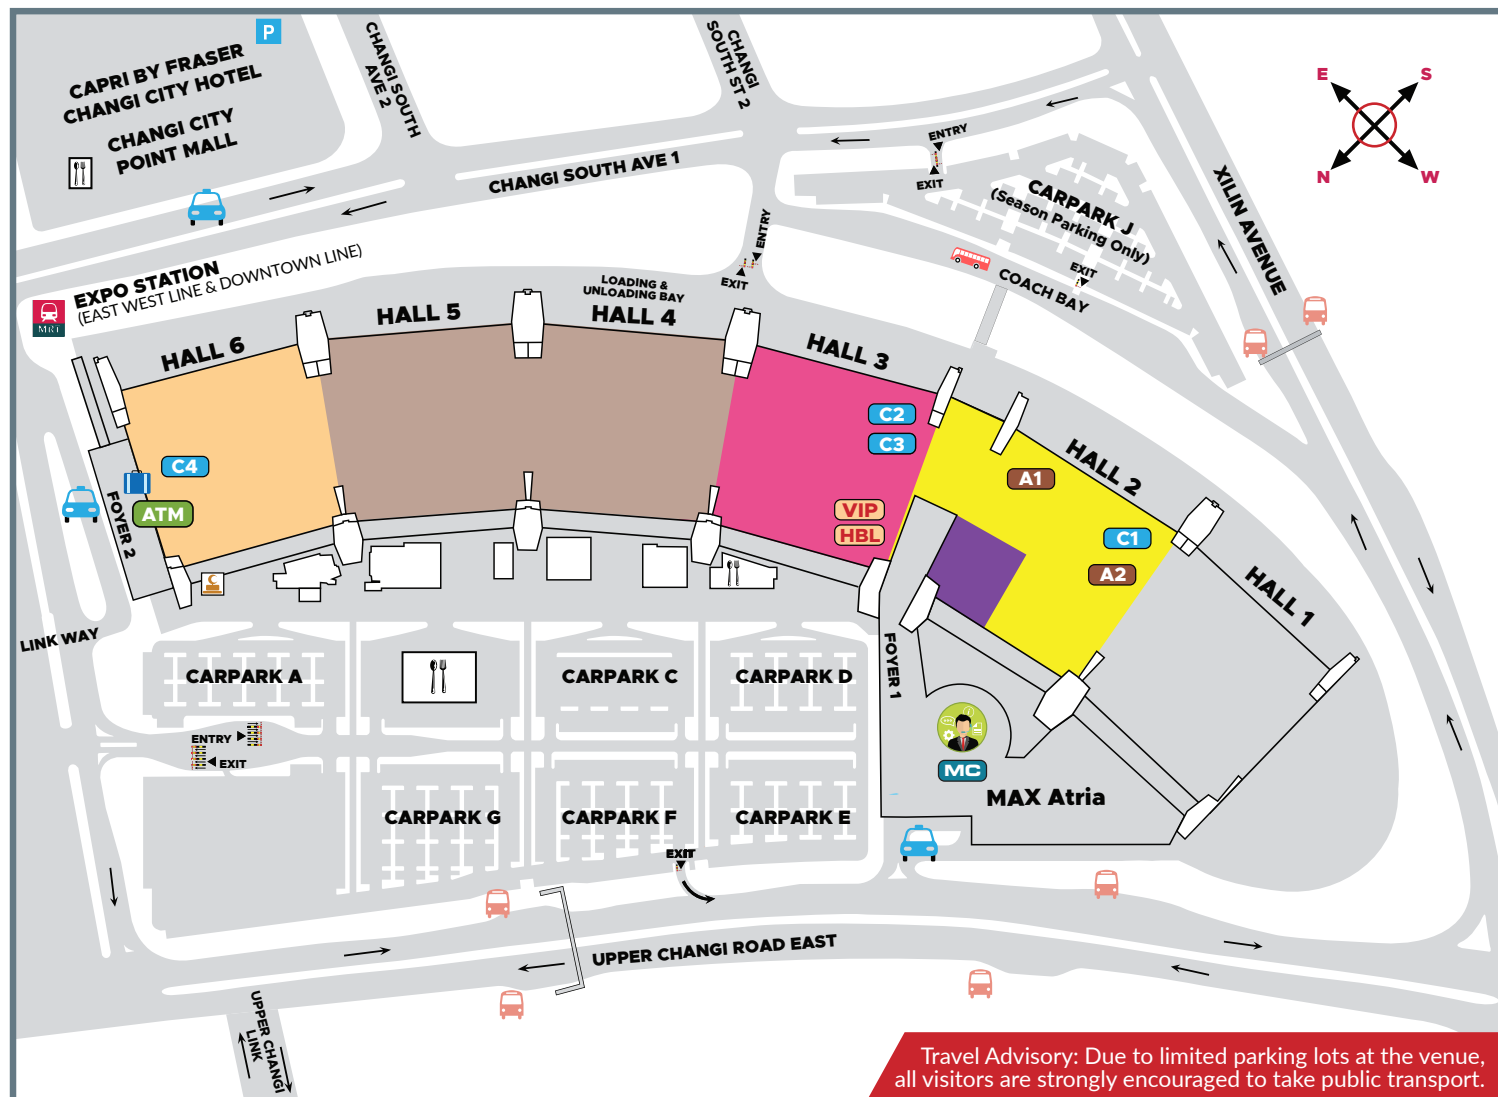 P
CAPRI BY FRASER
CHANGI CITY HOTEL
CHANGI CITY
POINT MALL
CHANGI SOUTH
AVE 2
CHANGI
SOUTH ST 2
CHANGI SOUTH AVE 1
ENTRY
EXIT
CARPARK J
(Season Parking Only)
EXIT
COACH BAY
XILIN AVENUE
E
S
N
W
MRT
EXPO STATION
(EAST WEST LINE & DOWNTOWN LINE)
ENTRY
EXIT
LOADING &
UNLOADING BAY
HALL 6
HALL 5
HALL 4
HALL 3
HALL 2
HALL 1
C2
C3
C4
ATM
FOYER 2
VIP
HBL
A1
C1
A2
LINK WAY
FOYER 1
CARPARK A
CARPARK C
CARPARK D
ENTRY
EXIT
MC
MAX Atria
CARPARK G
CARPARK F
CARPARK E
EXIT
UPPER CHANGI ROAD EAST
UPPER CHANGI
LINK
Travel Advisory: Due to limited parking lots at the venue,
all visitors are strongly encouraged to take public transport.